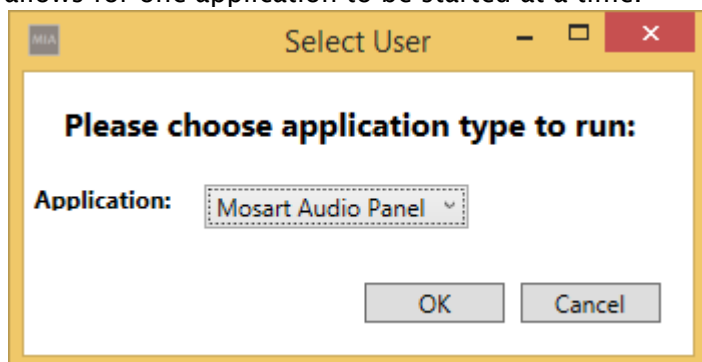 allows for one application to be started at a time.
MIA Select User
Please choose application type to run:
Application: Mosart Audio Panel
OK Cancel